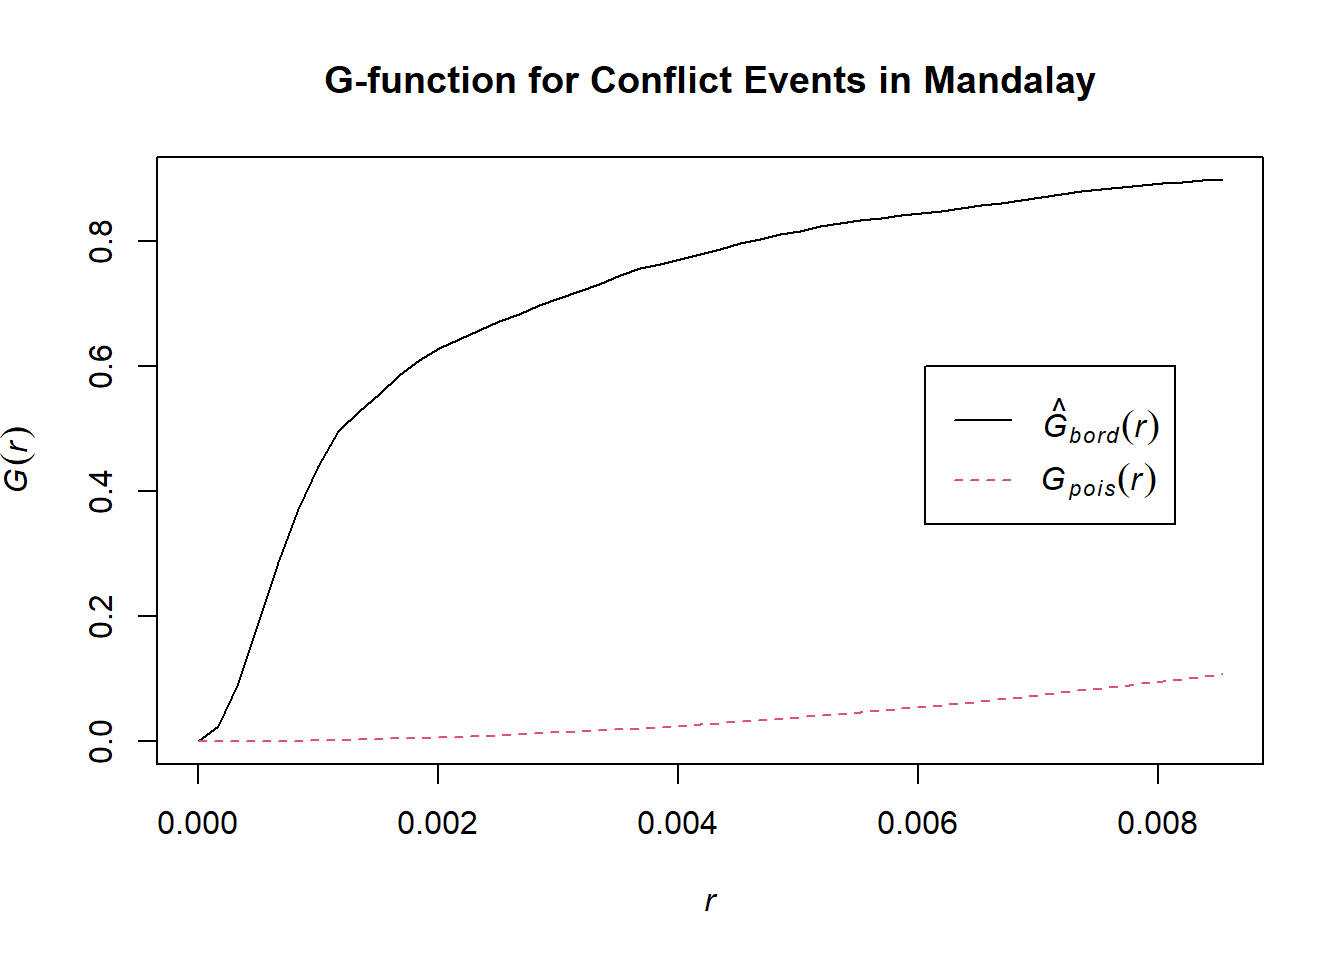 G-function for Conflict Events in Mandalay
G(r)
0.8
0.6
0.4
0.2
0.0
Ĝbord(r)
Gpois(r)
0.000 0.002 0.004 0.006 0.008
r